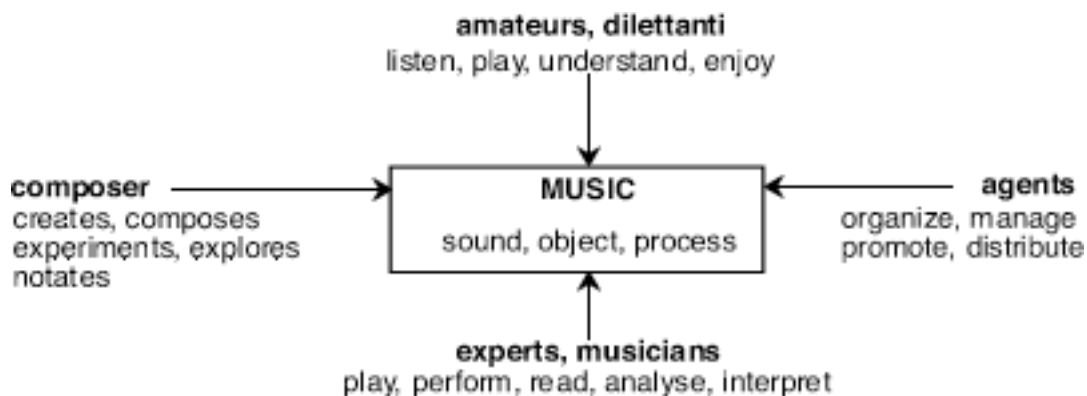 amateurs, dilettanti
listen, play, understand, enjoy
composer
creates, composes
experiments, explores
notates
MUSIC
sound, object, process
agents
organize, manage
promote, distribute
experts, musicians
play, perform, read, analyse, interpret